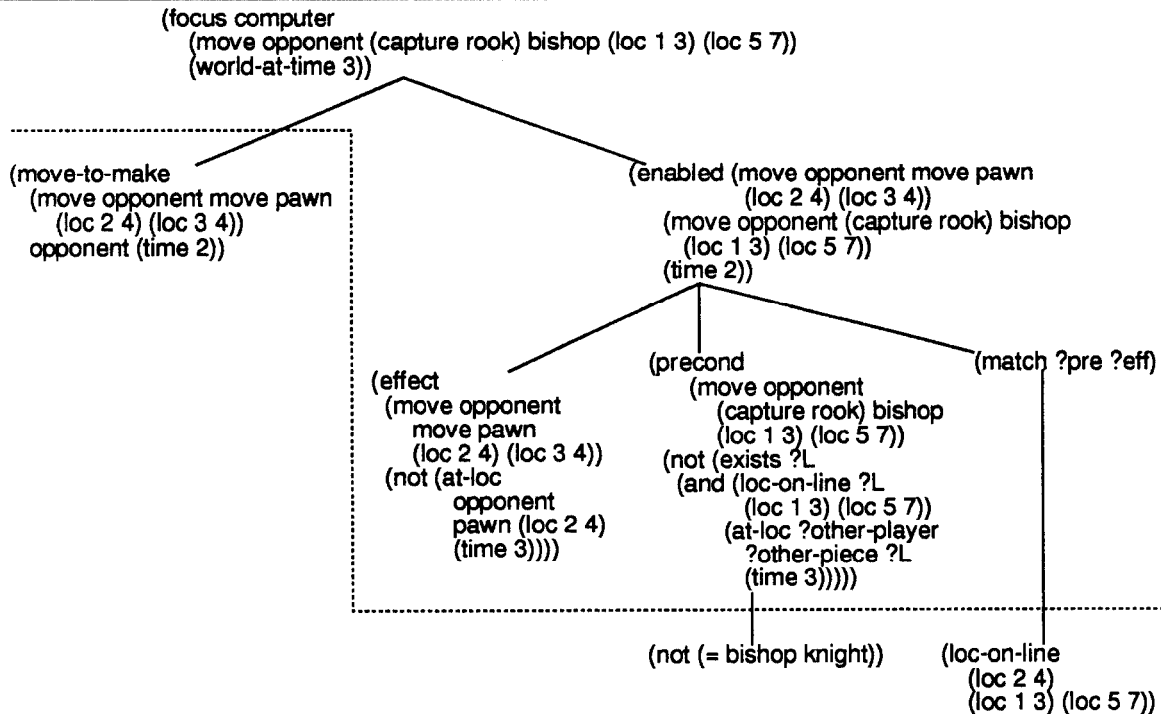 (focus computer
(move opponent (capture rook) bishop (loc 1 3) (loc 5 7))
(world-at-time 3))
(move-to-make
(move opponent move pawn
(loc 2 4) (loc 3 4))
opponent (time 2))
(enabled (move opponent move pawn
(loc 2 4) (loc 3 4))
(move opponent (capture rook) bishop
(loc 1 3) (loc 5 7))
(time 2))
(effect
(move opponent
move pawn
(loc 2 4) (loc 3 4))
(not (at-loc
opponent
pawn (loc 2 4)
(time 3))))
(precond
(move opponent
(capture rook) bishop
(loc 1 3) (loc 5 7))
(not (exists ?L
(and (loc-on-line ?L
(loc 1 3) (loc 5 7))
(at-loc ?other-player
?other-piece ?L
(time 3)))))
(match ?pre ?eff)
(not (= bishop knight))
(loc-on-line
(loc 2 4)
(loc 1 3) (loc 5 7))